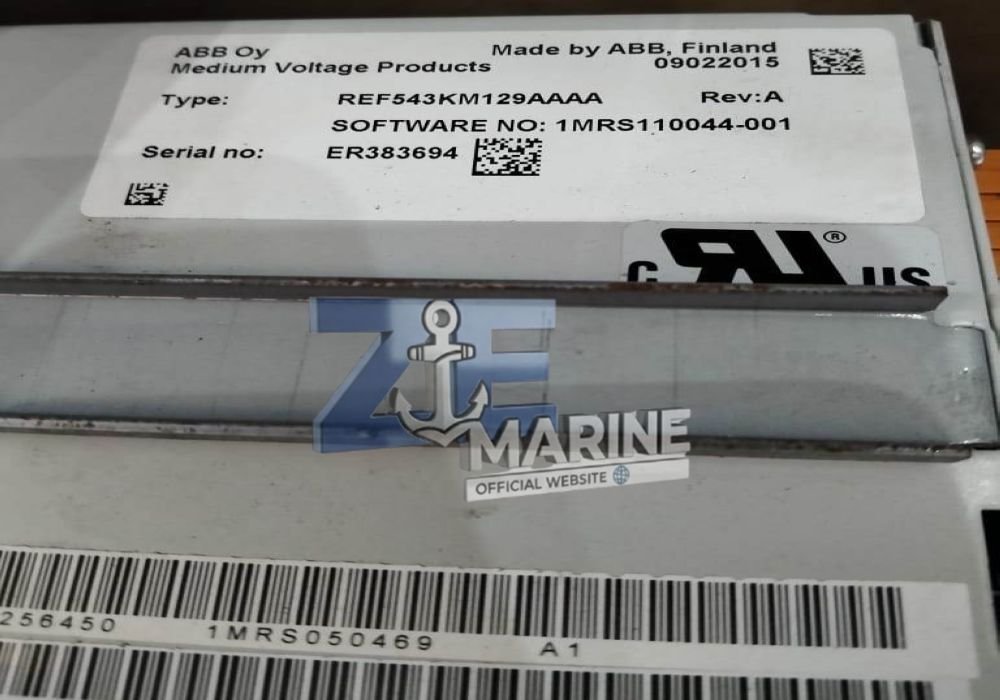 ABB Oy Made by ABB, Finland
Medium Voltage Products 09022015
Type: REF543KM129AAAA Rev:A
SOFTWARE NO: 1MRS110044-001
Serial no: ER383694
C RU ® US
ZE
MARINE
OFFICIAL WEBSITE
256450 1MRS050469 A1